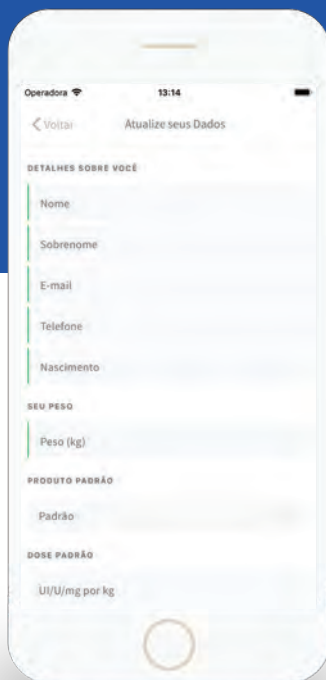 Operadora 13:14
Voltar Atualize seus Dados
DETALHES SOBRE VOCÊ
Nome
Sobrenome
E-mail
Telefone
Nascimento
SEU PESO
Peso (kg)
PRODUTO PADRÃO
Padrão
DOSE PADRÃO
UI/U/mg por kg